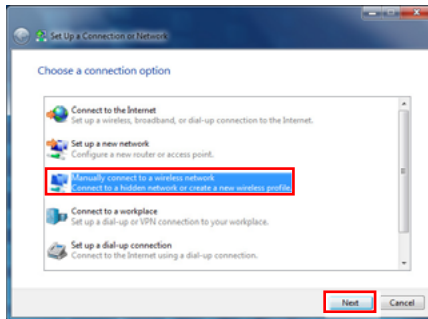 Set Up a Connection or Network
Choose a connection option
Connect to the Internet
Set up a wireless, broadband, or dial-up connection to the Internet.
Set up a new network
Configure a new router or access point.
Manually connect to a wireless network
Connect to a hidden network or create a new wireless profile.
Connect to a workplace
Set up a dial-up or VPN connection to your workplace.
Set up a dial-up connection
Connect to the Internet using a dial-up connection.
Next
Cancel